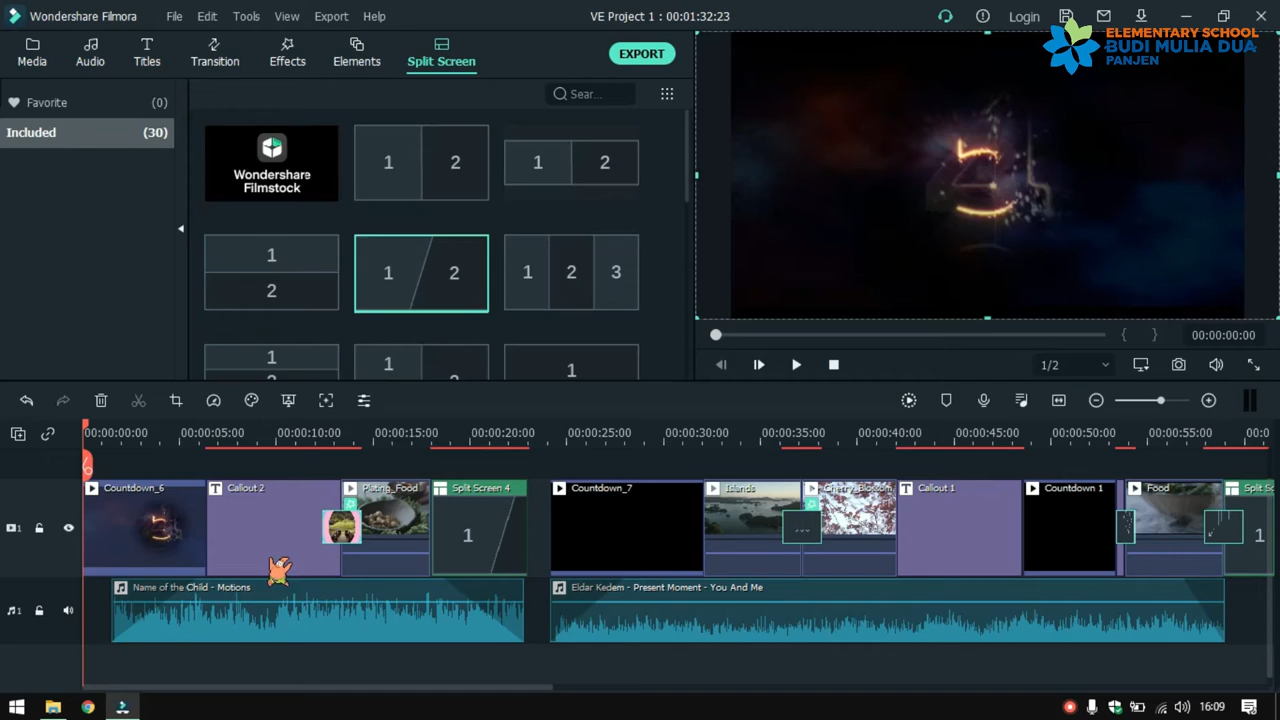 Wondershare Filmora
File Edit Tools View Export Help
VE Project 1 : 00:01:32:23
Login
ELEMENTARY SCHOOL
BUDI MULIA DUA
PANJEN
Media Audio Titles Transition Effects Elements Split Screen
EXPORT
Favorite (0)
Included (30)
Sear...
Wondershare
Filmstock
1 2
1 2
1
2
1 2
1 2 3
1
1
1
00:00:00:00
1/2
00:00:00:00 00:00:05:00 00:00:10:00 00:00:15:00 00:00:20:00 00:00:25:00 00:00:30:00 00:00:35:00 00:00:40:00 00:00:45:00 00:00:50:00 00:00:55:00 00:0
Countdown_6 Callout 2 Plating_Food Split Screen 4 Countdown_7 Islands Cherry_Blossom Callout 1 Countdown 1 Food Split Sc
1
1
1
Name of the Child - Motions
Eldar Kedem - Present Moment - You And Me
1
16:09